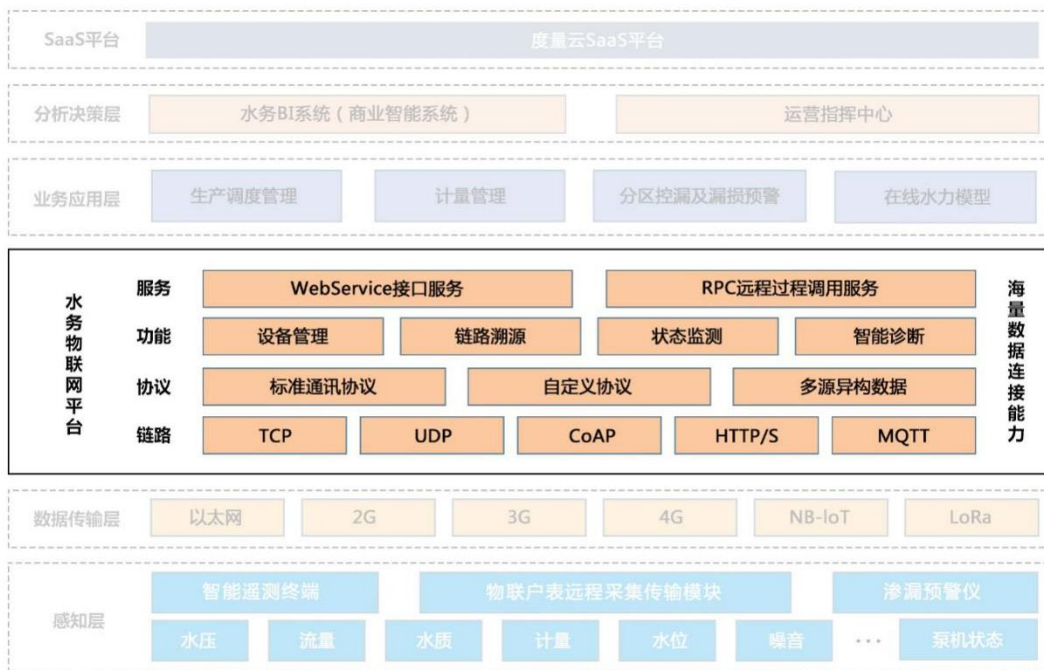 SaaS平台 度量云SaaS平台
分析决策层 水务BI系统（商业智能系统） 运营指挥中心
业务应用层 生产调度管理 计量管理 分区控漏及漏损预警 在线水力模型
水务物联网平台
服务 WebService接口服务 RPC远程过程调用服务
功能 设备管理 链路溯源 状态监测 智能诊断
协议 标准通讯协议 自定义协议 多源异构数据
链路 TCP UDP CoAP HTTP/S MQTT
海量数据连接能力
数据传输层 以太网 2G 3G 4G NB-IoT LoRa
感知层
智能遥测终端 物联户表远程采集传输模块 渗漏预警仪
水压 流量 水质 计量 水位 噪音 ··· 泵机状态